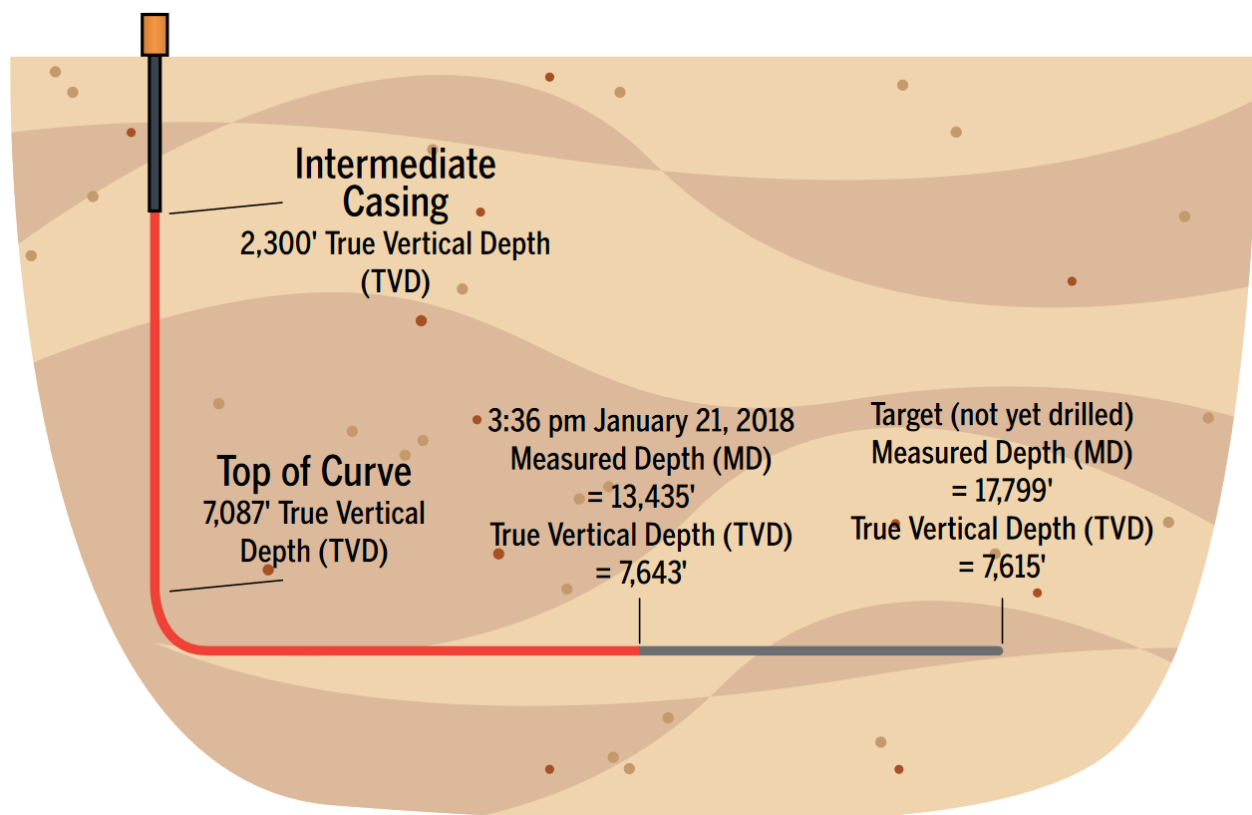 Intermediate
Casing
2,300' True Vertical Depth
(TVD)
Top of Curve
7,087' True Vertical
Depth (TVD)
3:36 pm January 21, 2018
Measured Depth (MD)
= 13,435'
True Vertical Depth (TVD)
= 7,643'
Target (not yet drilled)
Measured Depth (MD)
= 17,799'
True Vertical Depth (TVD)
= 7,615'